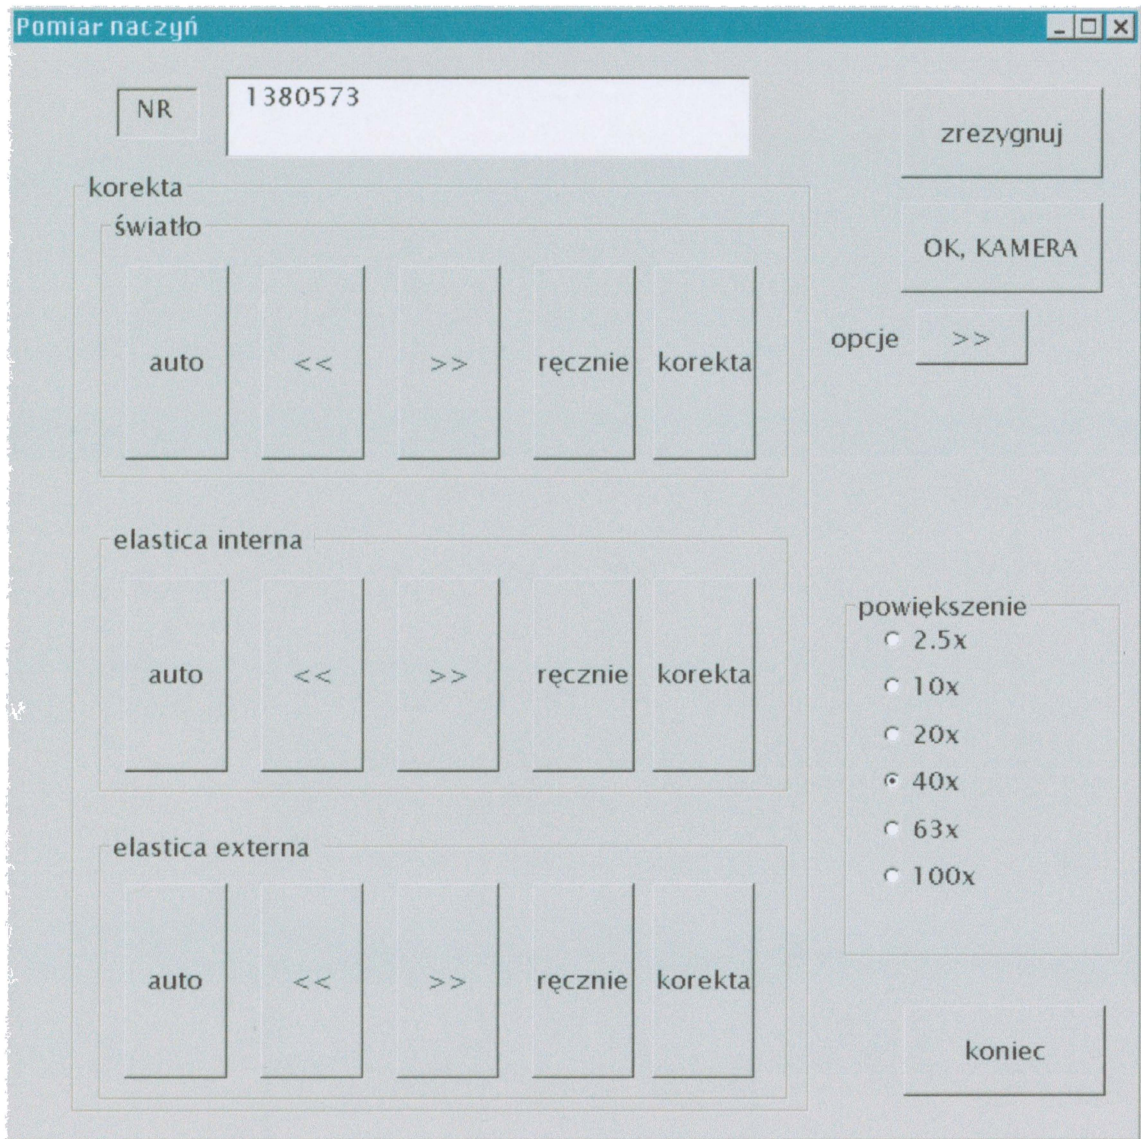 Pomiar naczyń
NR
1380573
zrezygnuj
korekta
światło
OK, KAMERA
auto
<<
>>
ręcznie
korekta
opcje
>>
elastica interna
auto
<<
>>
ręcznie
korekta
powiększenie
2.5x
10x
20x
40x
63x
100x
elastica externa
auto
<<
>>
ręcznie
korekta
koniec